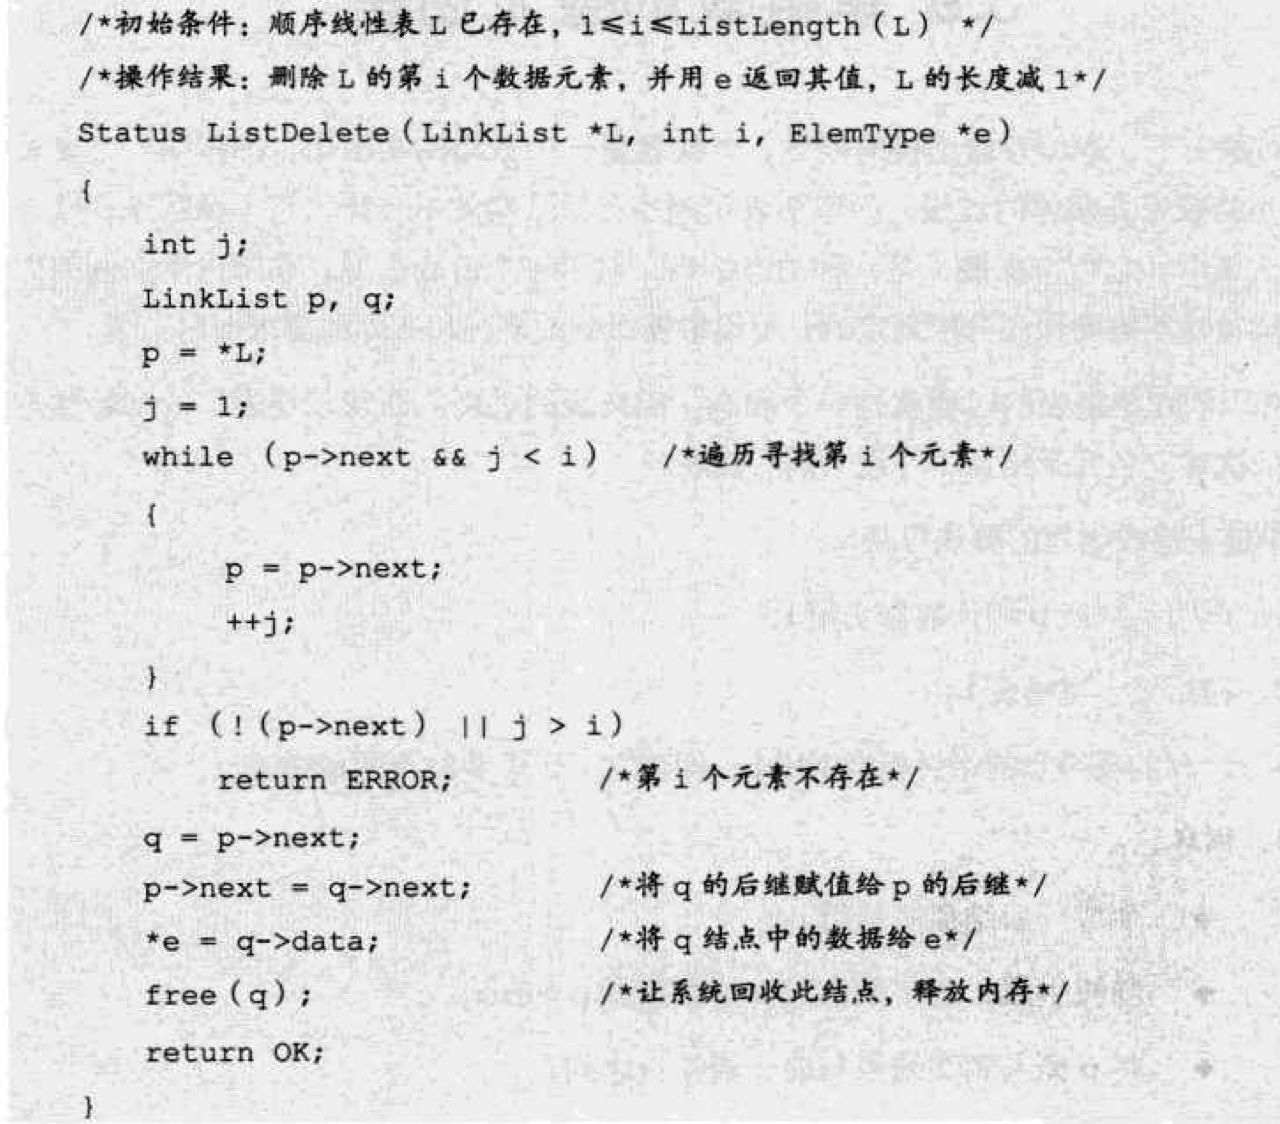 /*初始条件：顺序线性表 L 已存在，1≤i≤ListLength(L) */
/*操作结果：删除 L 的第 i 个数据元素，并用 e 返回其值，L 的长度减 1*/
Status ListDelete(LinkList *L, int i, ElemType *e)
{
int j;
LinkList p, q;
p = *L;
j = 1;
while (p->next && j < i) /*遍历寻找第 i 个元素*/
{
p = p->next;
++j;
}
if (!(p->next) || j > i)
return ERROR; /*第 i 个元素不存在*/
q = p->next;
p->next = q->next; /*将 q 的后继赋值给 p 的后继*/
*e = q->data; /*将 q 结点中的数据给 e*/
free(q); /*让系统回收此结点，释放内存*/
return OK;
}